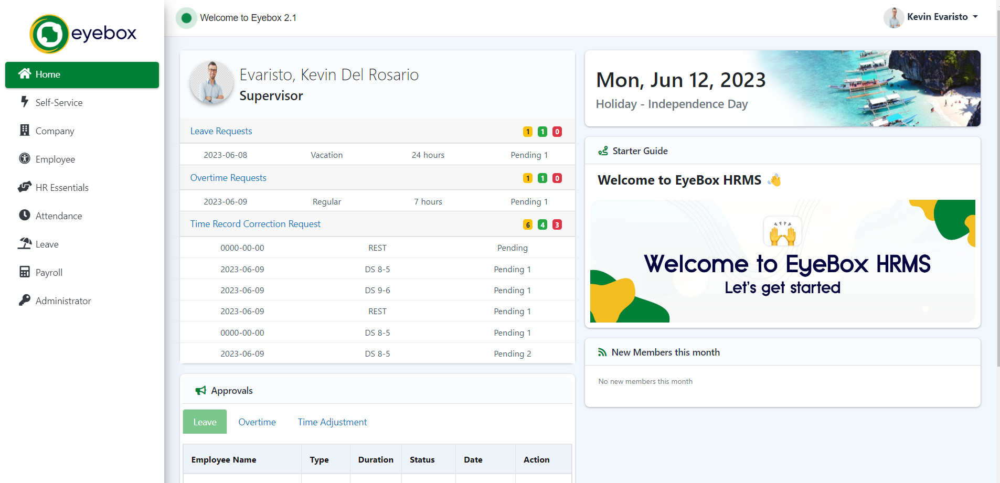 eyebox
Home
Self-Service
Company
Employee
HR Essentials
Attendance
Leave
Payroll
Administrator
Welcome to Eyebox 2.1
Kevin Evaristo
Evaristo, Kevin Del Rosario
Supervisor
Leave Requests 1 1 0
2023-06-08 Vacation 24 hours Pending 1
Overtime Requests 1 1 0
2023-06-09 Regular 7 hours Pending 1
Time Record Correction Request 6 4 3
0000-00-00 REST Pending
2023-06-09 DS 8-5 Pending 1
2023-06-09 DS 9-6 Pending 1
2023-06-09 REST Pending 1
0000-00-00 DS 8-5 Pending 1
2023-06-09 DS 8-5 Pending 2
Approvals
Leave Overtime Time Adjustment
Employee Name Type Duration Status Date Action
Mon, Jun 12, 2023
Holiday - Independence Day
Starter Guide
Welcome to EyeBox HRMS 👋
Welcome to EyeBox HRMS
Let's get started
New Members this month
No new members this month